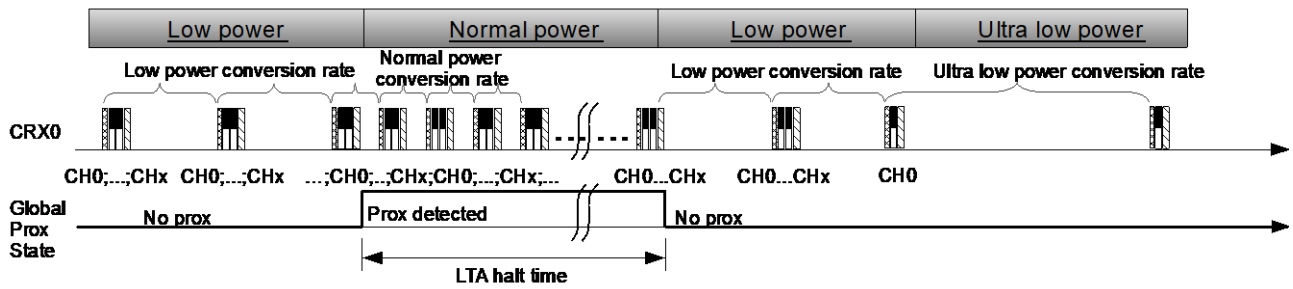 Low power Normal power Low power Ultra low power
Low power conversion rate Normal power conversion rate Low power conversion rate Ultra low power conversion rate
CRX0
CH0;...;CHx CH0;...;CHx ...;CH0;..;CHx;CH0;...;CHx;... CH0...CHx CH0...CHx CH0
Global Prox State
No prox Prox detected No prox
LTA halt time